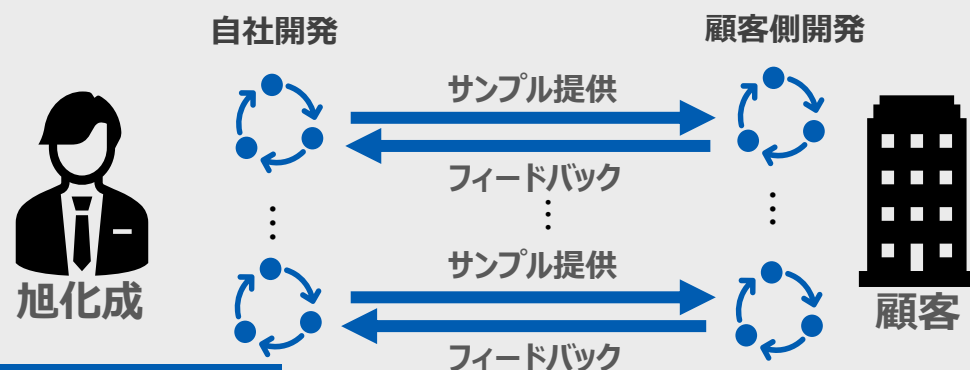 自社開発
顧客側開発
サンプル提供
フィードバック
サンプル提供
フィードバック
旭化成
顧客